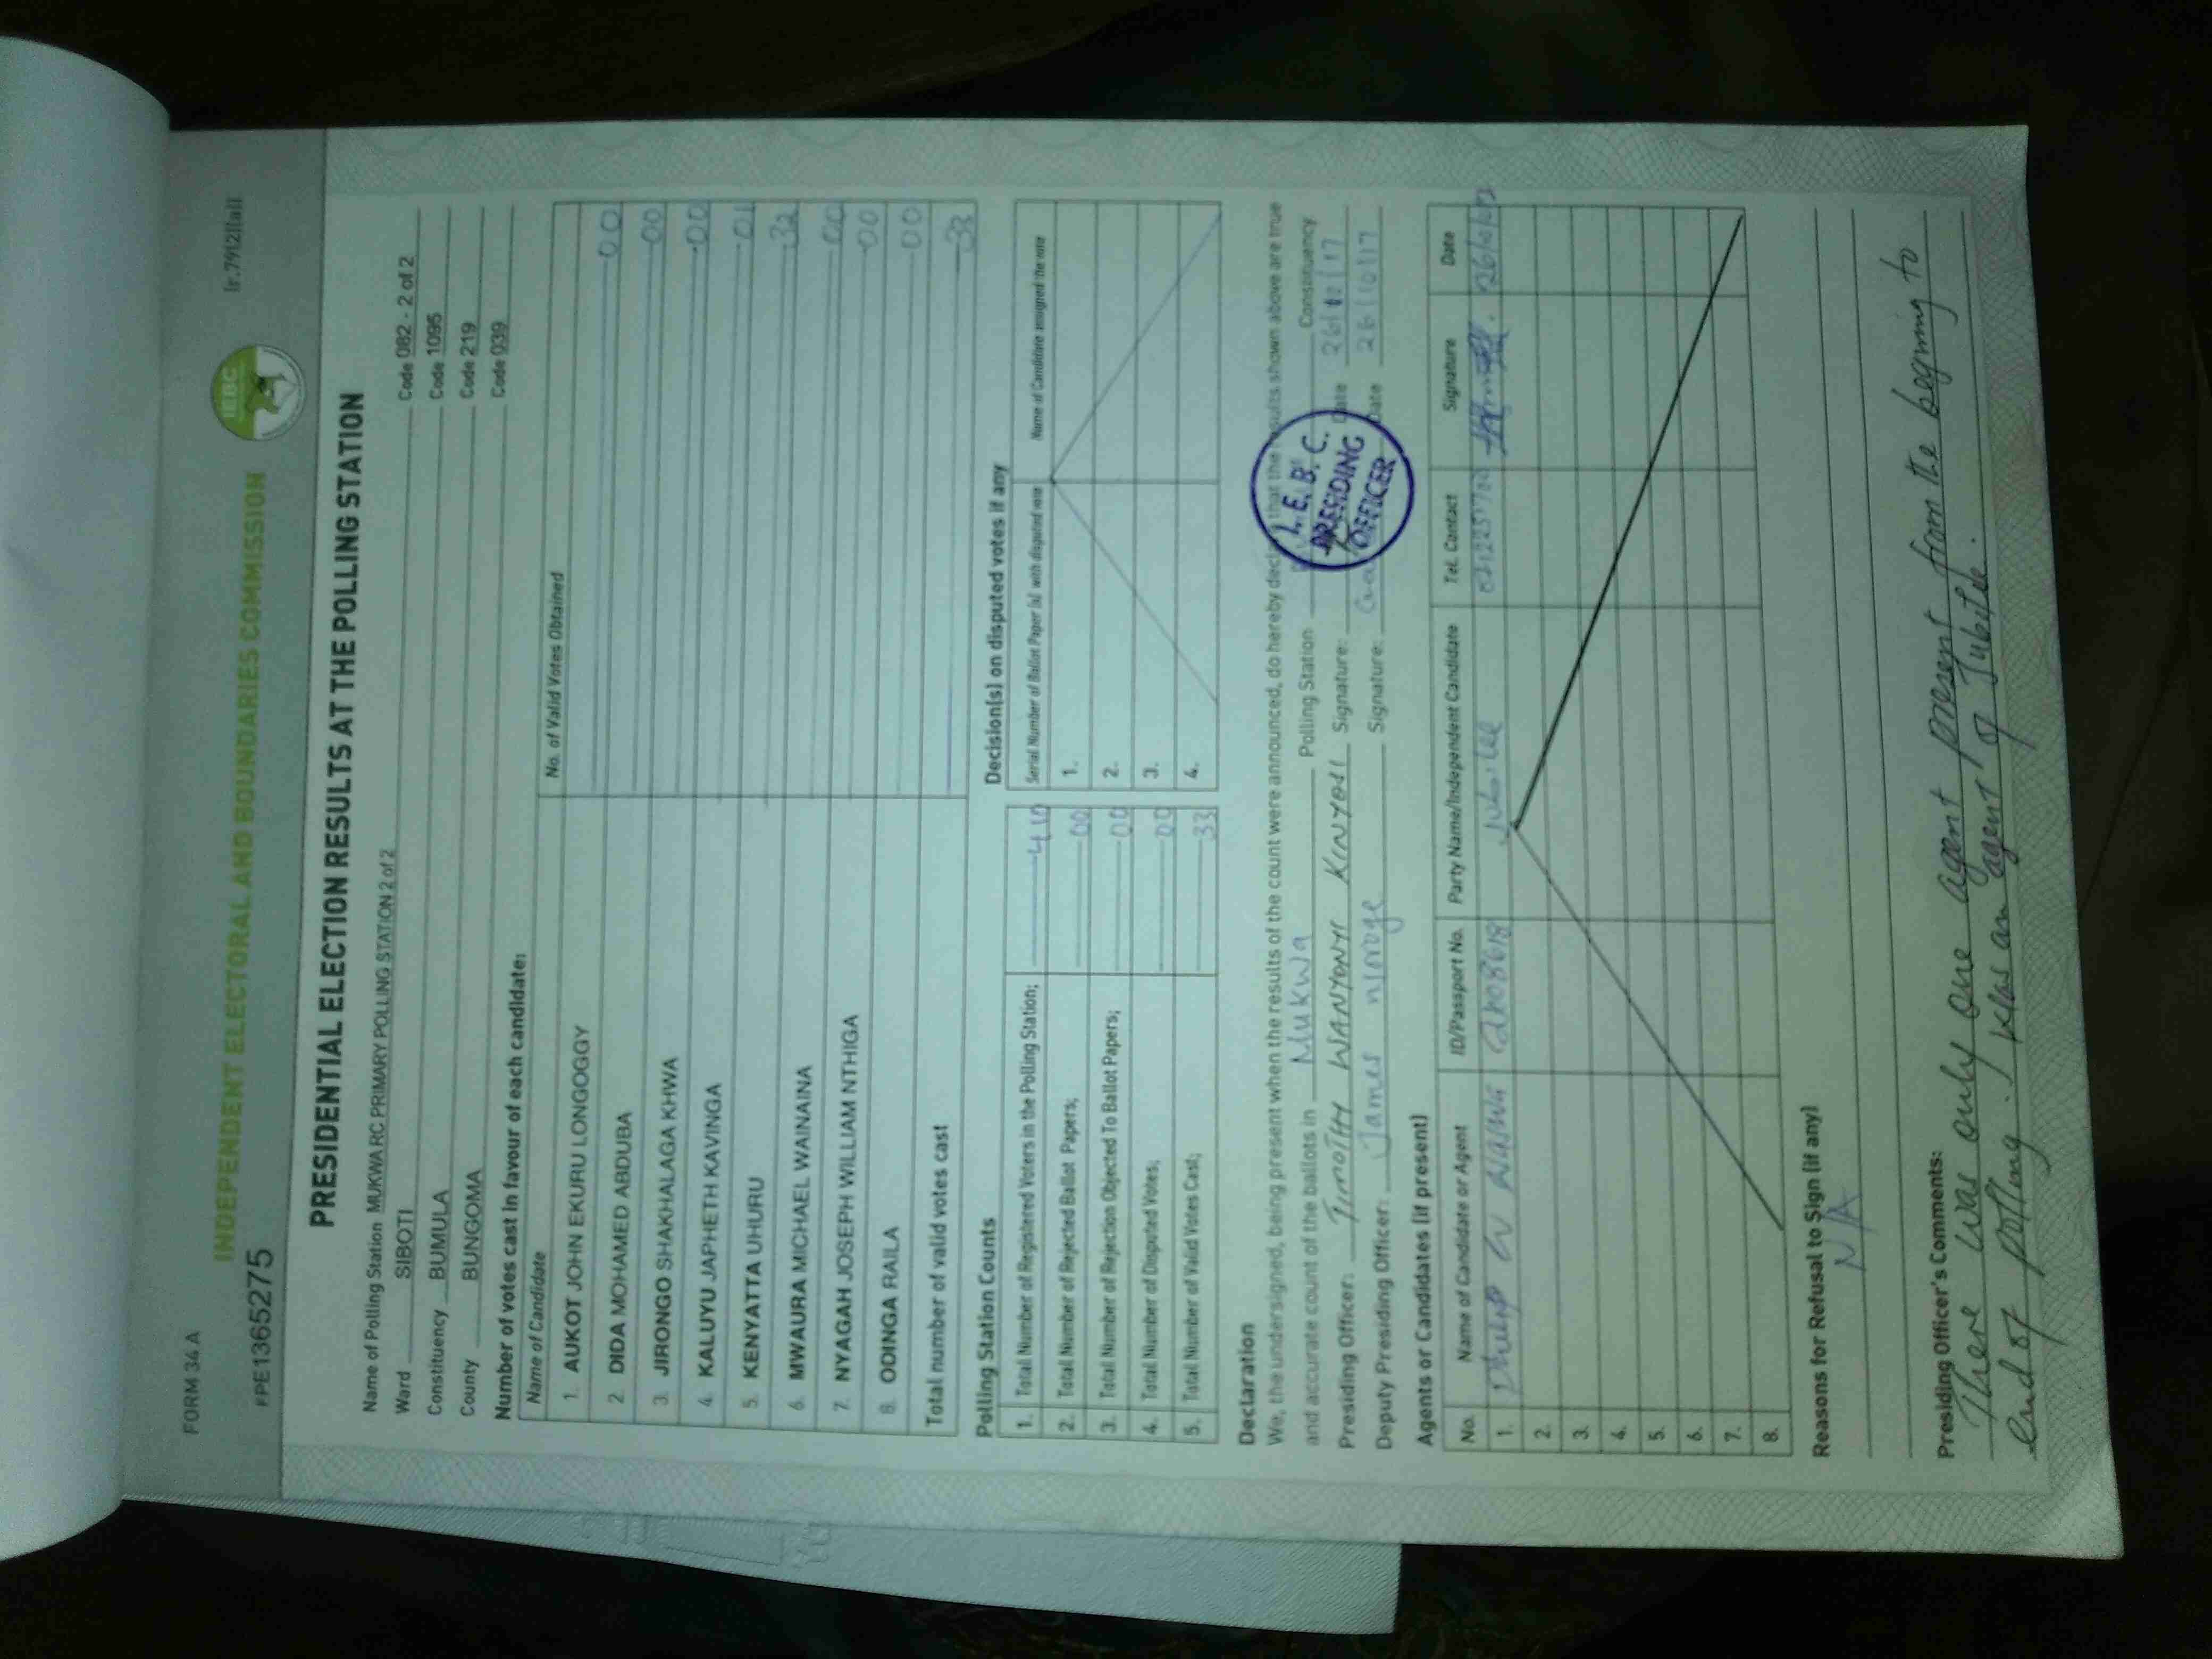 FORM 34 A
Ir.79(2)(a)]
INDEPENDENT ELECTORAL AND BOUNDARIES COMMISSION
IEBC
PPE1365275
PRESIDENTIAL ELECTION RESULTS AT THE POLLING STATION
Name of Polling Station MUKWA RC PRIMARY POLLING STATION 2 of 2 Code 082 - 2 of 2
Ward SIBOTI Code 1095
Constituency BUMULA Code 219
County BUNGOMA Code 039
Number of votes cast in favour of each candidate:
Name of Candidate No. of Valid Votes Obtained
1. AUKOT JOHN EKURU LONGOGGY 00
2. DIDA MOHAMED ABDUBA 00
3. JIRONGO SHAKHALAGA KHWA 00
4. KALUYU JAPHETH KAVINGA 01
5. KENYATTA UHURU 32
6. MWAURA MICHAEL WAINAINA 00
7. NYAGAH JOSEPH WILLIAM NTHIGA 00
8. ODINGA RAILA 00
Total number of valid votes cast 33
Polling Station Counts
1. Total Number of Registered Voters in the Polling Station; 410
2. Total Number of Rejected Ballot Papers; 00
3. Total Number of Rejection Objected To Ballot Papers; 00
4. Total Number of Disputed Votes; 00
5. Total Number of Valid Votes Cast; 33
Decision(s) on disputed votes if any
Serial Number of Ballot Paper (s) with disputed vote Name of Candidate assigned the vote
1.
2.
3.
4.
Declaration
We, the undersigned, being present when the results of the count were announced, do hereby declare that the results shown above are true
and accurate count of the ballots in Mukwa Polling Station Constituency
Presiding Officer: TIMOTHY WANYONYI KINYOSI Signature: Date 26/10/17
Deputy Presiding Officer: James njoroge Signature: Date 26/10/17
I. E. B. C.
PRESIDING
OFFICER
Agents or Candidates (if present)
No. Name of Candidate or Agent ID/Passport No. Party Name/Independent Candidate Tel. Contact Signature Date
1. Jubilee
2.
3.
4.
5.
6.
7.
8.
Reasons for Refusal to Sign (if any)
N/A
Presiding Officer's Comments:
There was only one agent present from the begining to
end of polling. Was an agent of Jubilee.